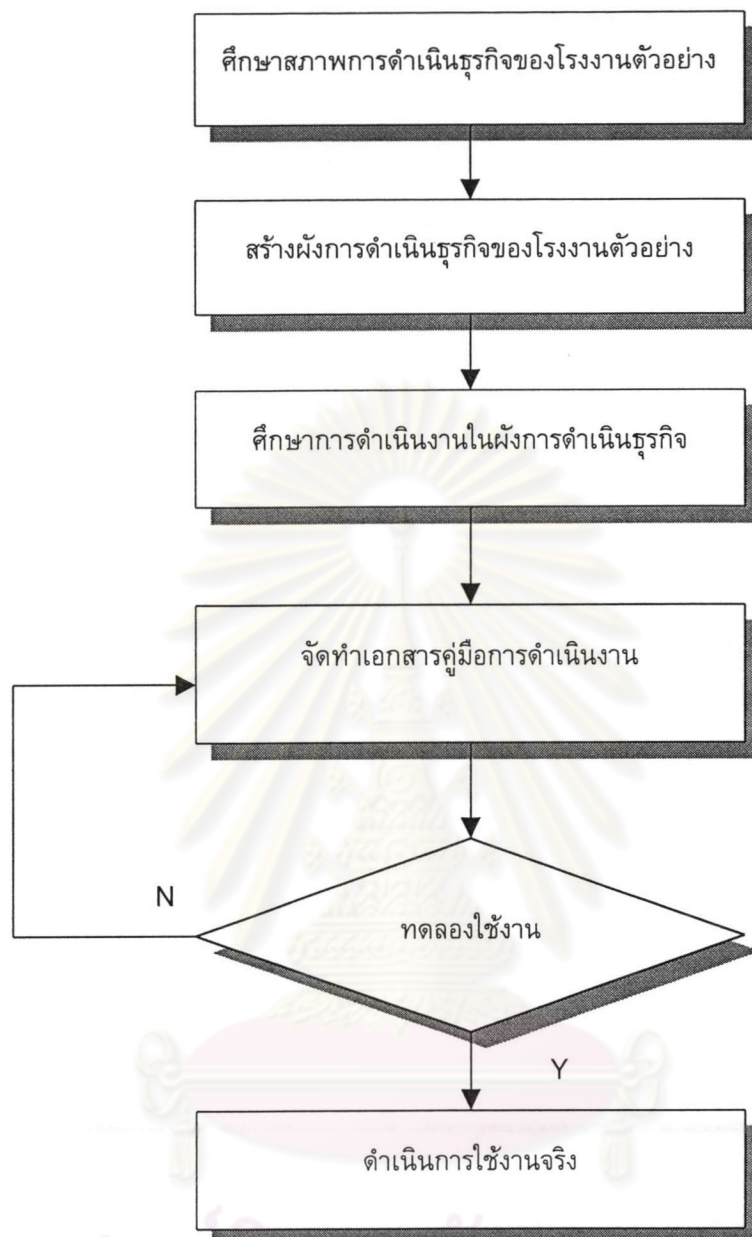 ศึกษาสภาพการดำเนินธุรกิจของโรงงานตัวอย่าง
สร้างผังการดำเนินธุรกิจของโรงงานตัวอย่าง
ศึกษาการดำเนินงานในผังการดำเนินธุรกิจ
จัดทำเอกสารคู่มือการดำเนินงาน
N
ทดลองใช้งาน
Y
ดำเนินการใช้งานจริง